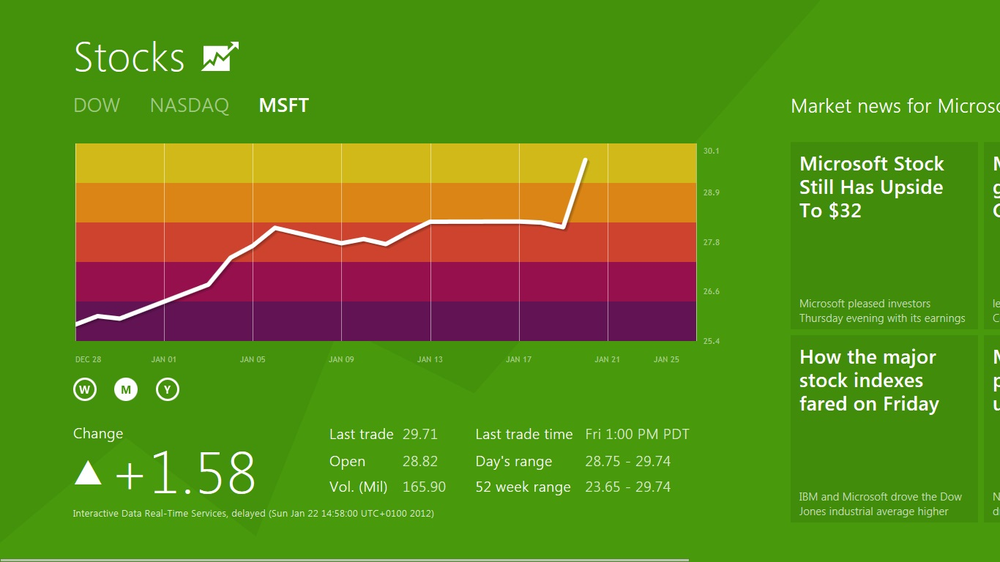 Stocks
DOW NASDAQ MSFT
30.1
28.9
27.8
26.6
25.4
DEC 28 JAN 01 JAN 05 JAN 09 JAN 13 JAN 17 JAN 21 JAN 25
W M Y
Change
+1.58
Last trade 29.71 Last trade time Fri 1:00 PM PDT
Open 28.82 Day's range 28.75 - 29.74
Vol. (Mil) 165.90 52 week range 23.65 - 29.74
Interactive Data Real-Time Services, delayed (Sun Jan 22 14:58:00 UTC+0100 2012)
Market news for
Microsoft Stock
Still Has Upside
To $32
Microsoft pleased investors
Thursday evening with its earnings
How the major
stock indexes
fared on Friday
IBM and Microsoft drove the Dow
Jones industrial average higher